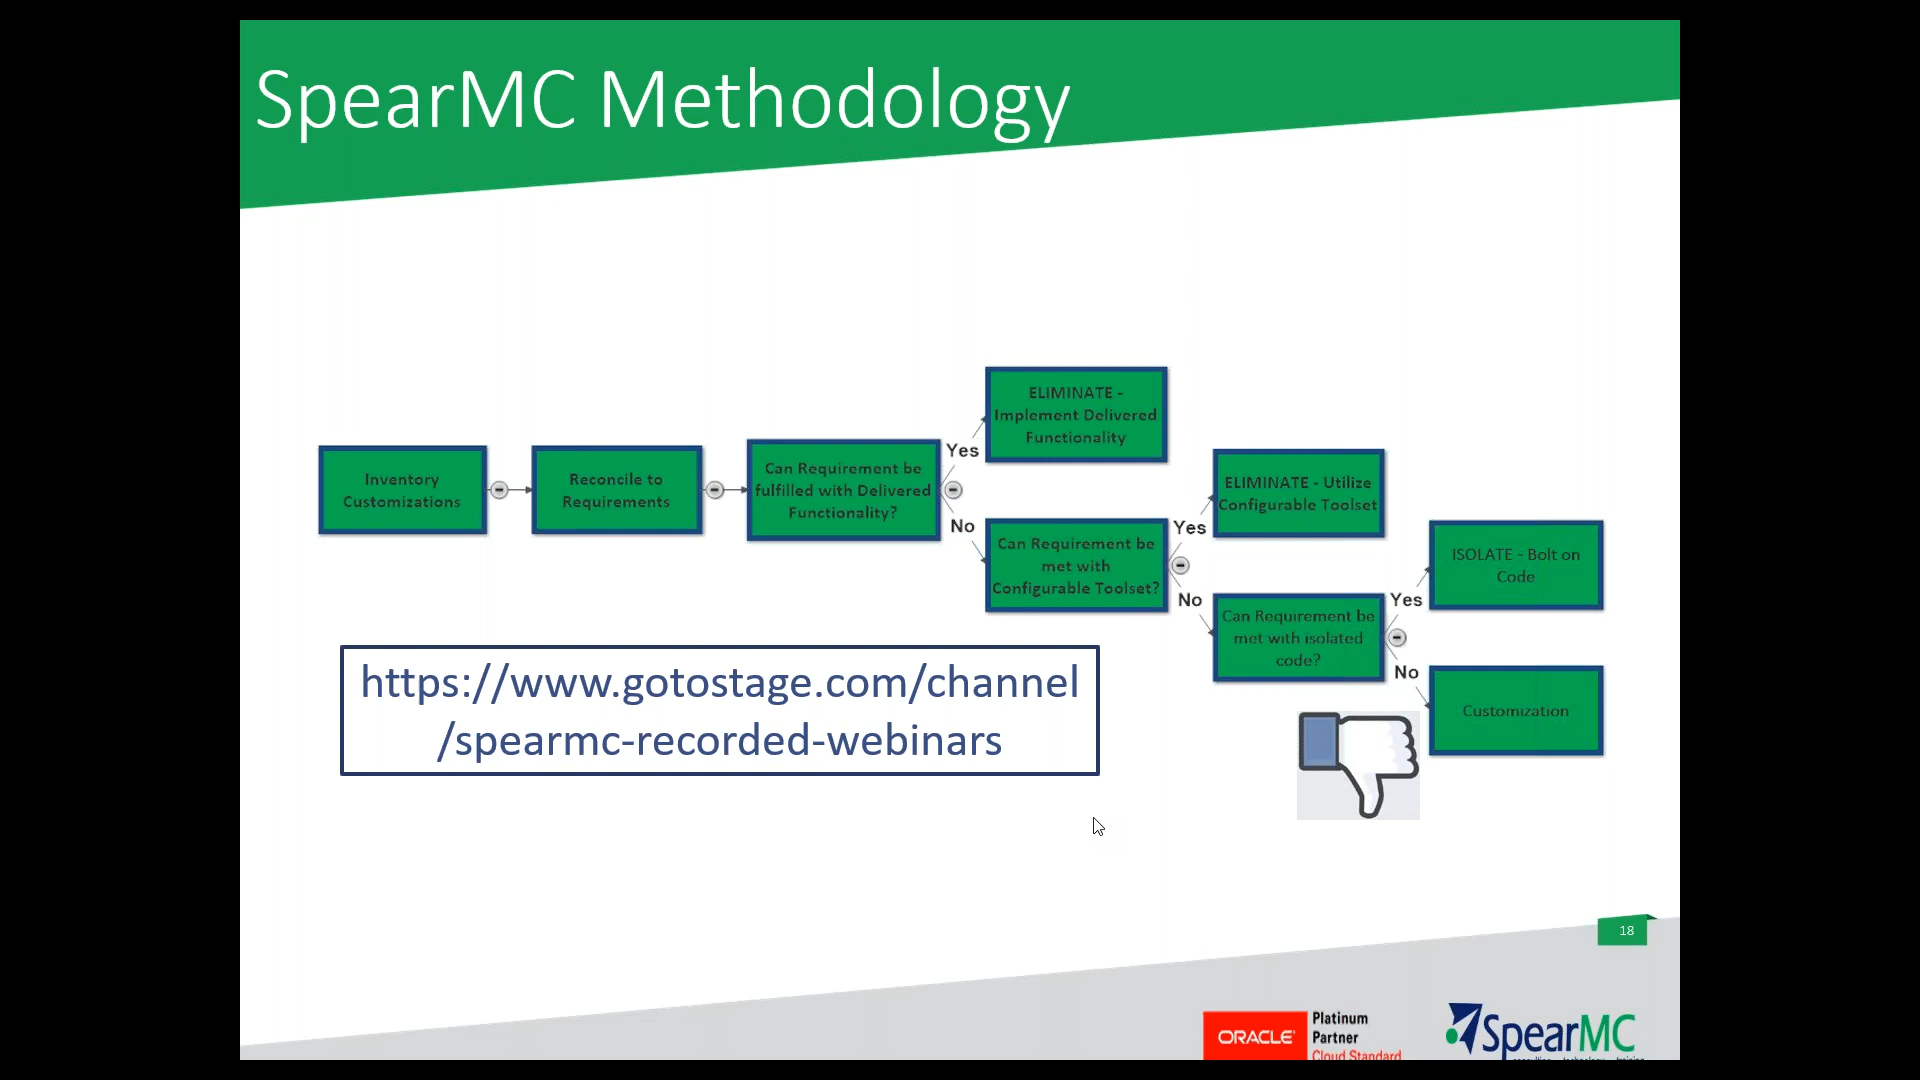 SpearMC Methodology
Inventory
Customizations
Reconcile to
Requirements
Can Requirement be
fulfilled with Delivered
Functionality?
Yes
No
ELIMINATE -
Implement Delivered
Functionality
Can Requirement be
met with
Configurable Toolset?
Yes
No
ELIMINATE - Utilize
Configurable Toolset
Can Requirement be
met with isolated
code?
Yes
No
ISOLATE - Bolt on
Code
Customization
https://www.gotostage.com/channel
/spearmc-recorded-webinars
18
ORACLE
Platinum
Partner
Cloud Standard
SpearMC